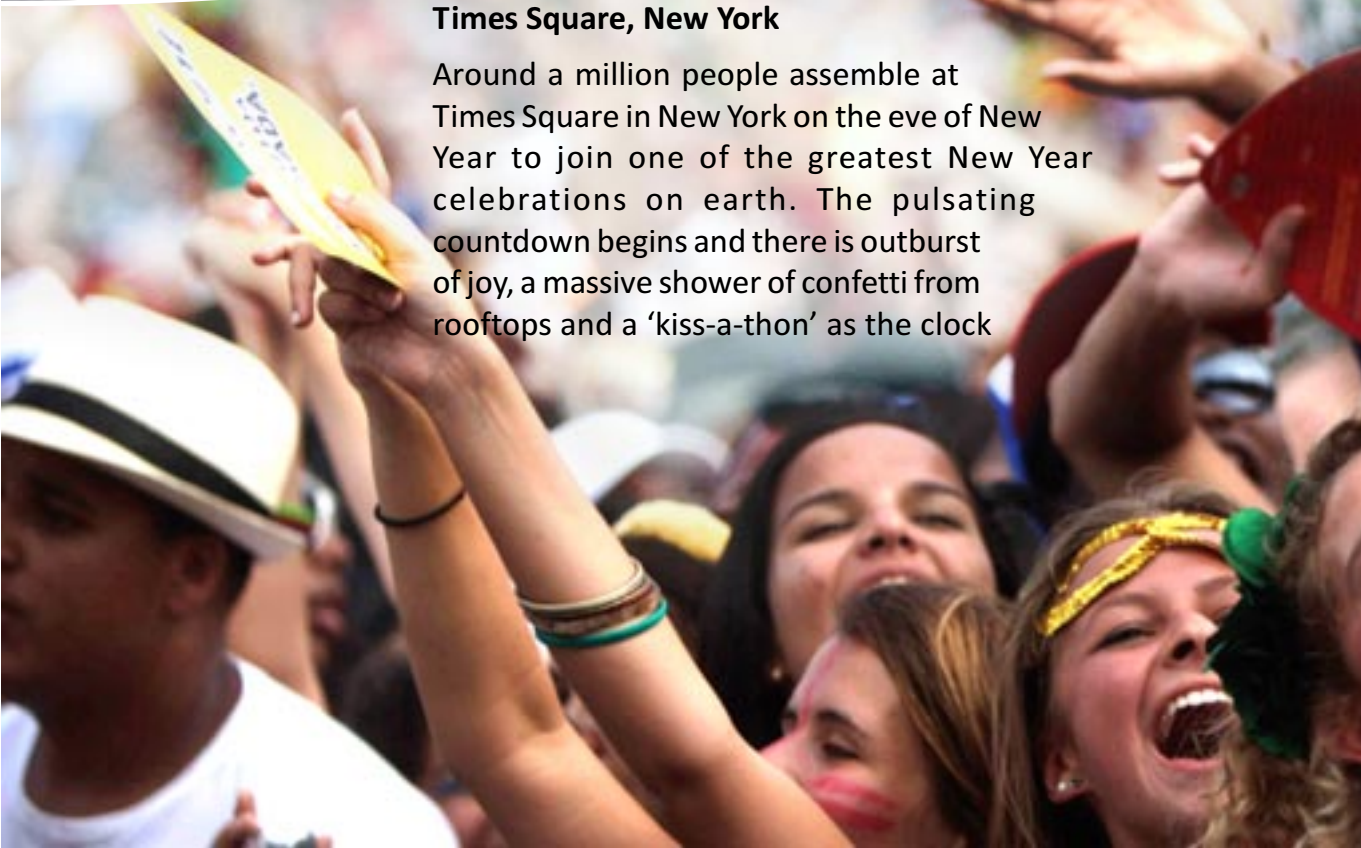 Times Square, New York
Around a million people assemble at
Times Square in New York on the eve of New
Year to join one of the greatest New Year
celebrations on earth. The pulsating
countdown begins and there is outburst
of joy, a massive shower of confetti from
rooftops and a ‘kiss-a-thon’ as the clock